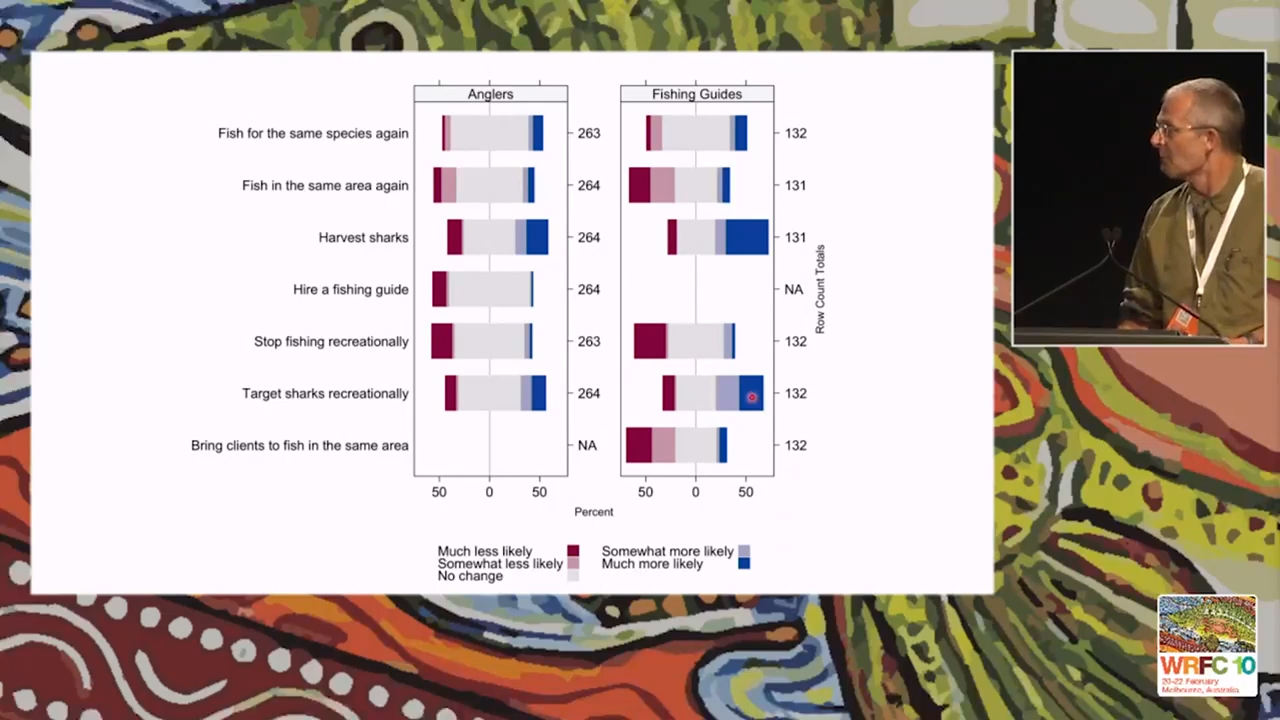 Anglers
Fishing Guides
Fish for the same species again
263
132
Fish in the same area again
264
131
Harvest sharks
264
131
Hire a fishing guide
264
NA
Stop fishing recreationally
263
132
Target sharks recreationally
264
132
Bring clients to fish in the same area
NA
132
Row Count Totals
50 0 50
50 0 50
Percent
Much less likely
Somewhat less likely
No change
Somewhat more likely
Much more likely
WRFC 10
20-22 February
Melbourne, Australia